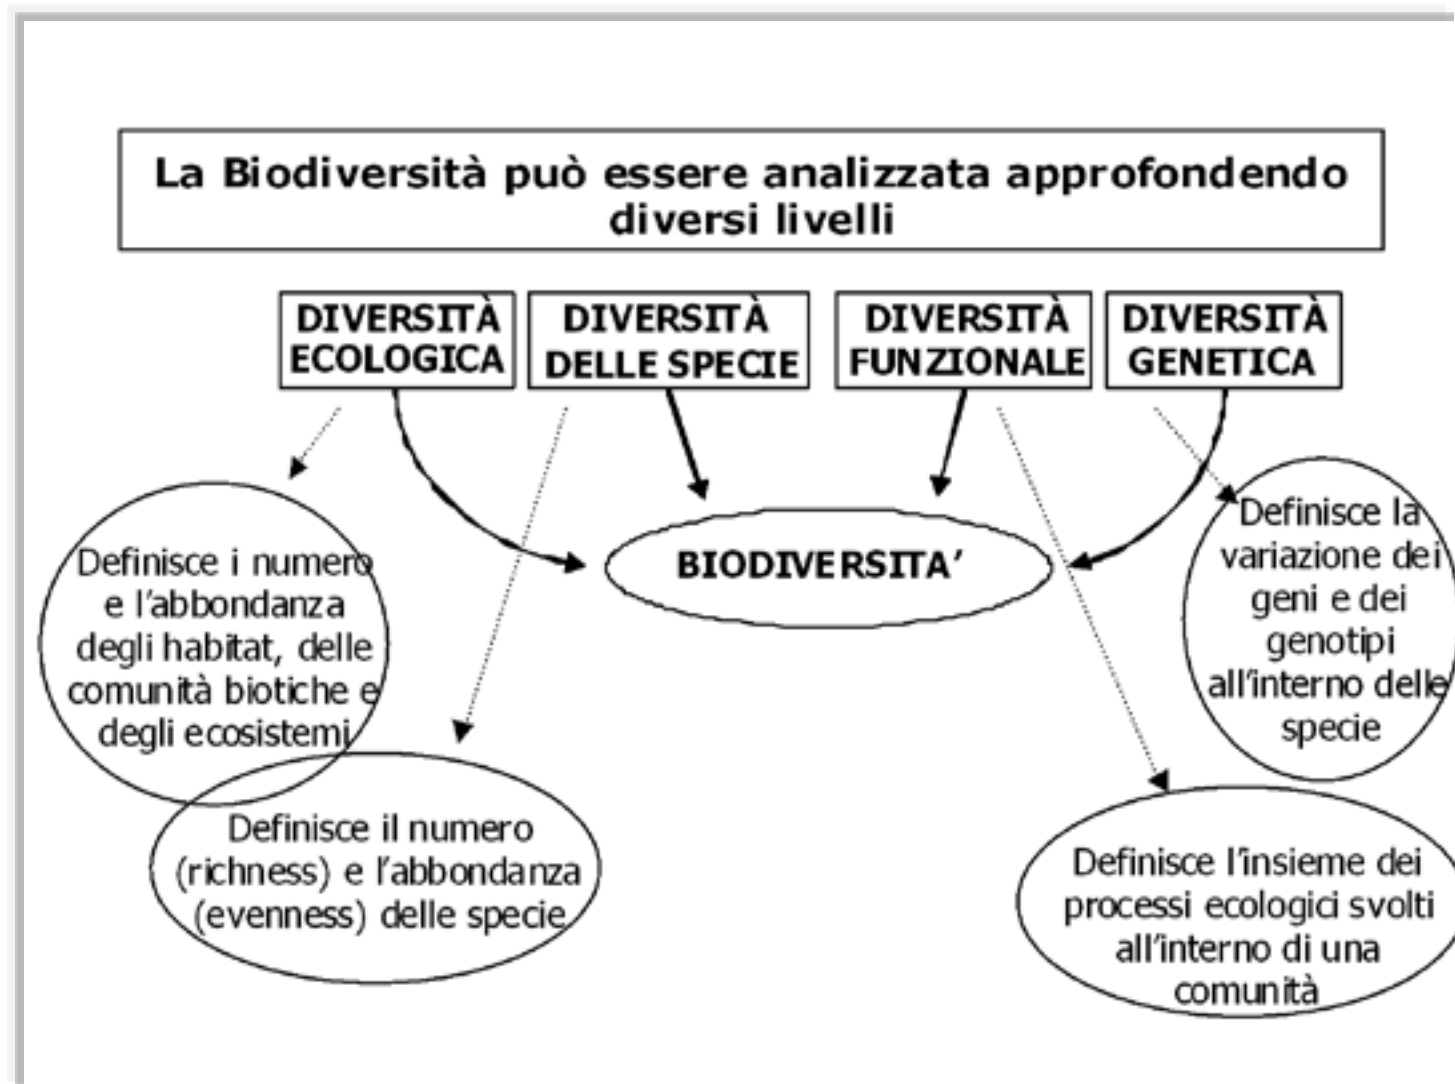 La Biodiversità può essere analizzata approfondendo
diversi livelli
DIVERSITÀ
ECOLOGICA
DIVERSITÀ
DELLE SPECIE
DIVERSITÀ
FUNZIONALE
DIVERSITÀ
GENETICA
BIODIVERSITA’
Definisce i numero
e l’abbondanza
degli habitat, delle
comunità biotiche e
degli ecosistemi
Definisce il numero
(richness) e l’abbondanza
(evenness) delle specie
Definisce la
variazione dei
geni e dei
genotipi
all’interno delle
specie
Definisce l’insieme dei
processi ecologici svolti
all’interno di una
comunità